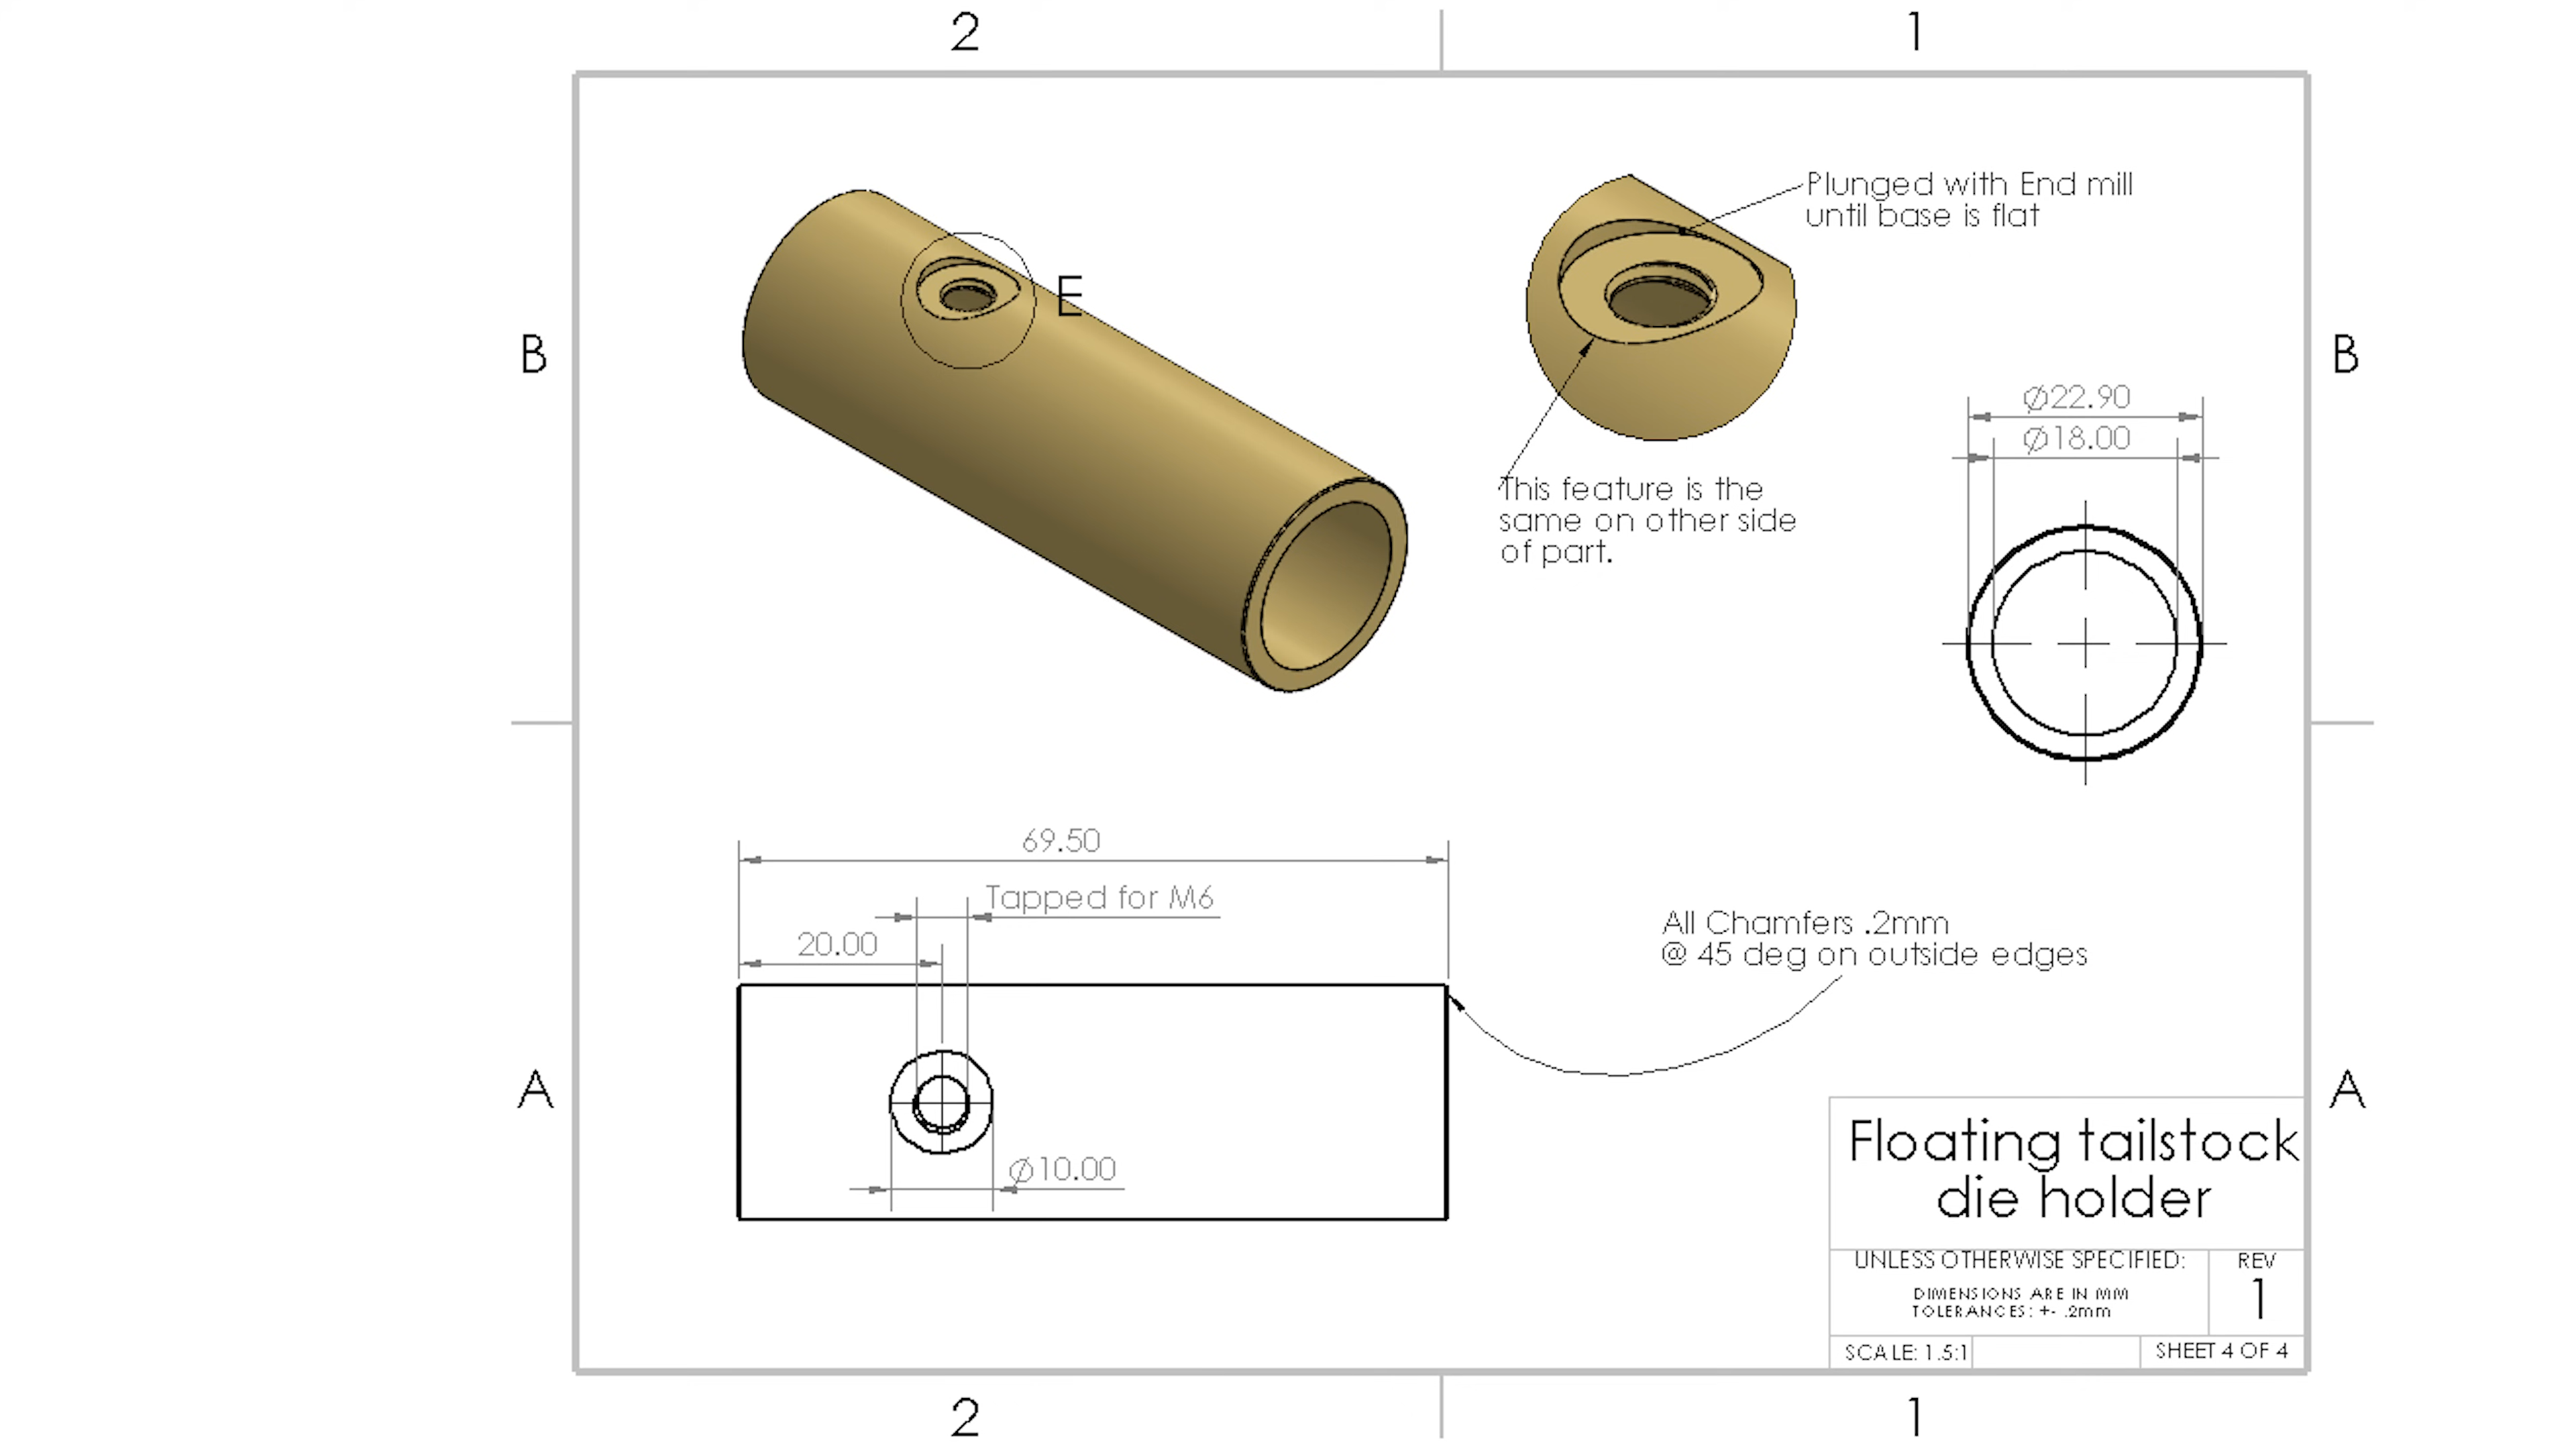 2
1
Plunged with End mill
until base is flat
E
B
B
Ø22.90
Ø18.00
This feature is the
same on other side
of part.
69.50
Tapped for M6
20.00
All Chamfers .2mm
@ 45 deg on outside edges
A
A
Ø10.00
Floating tailstock
die holder
UNLESS OTHERWISE SPECIFIED:
DIMENSIONS ARE IN MM
TOLERANCES: +- .2mm
REV
1
SCALE: 1.5:1
SHEET 4 OF 4
2
1